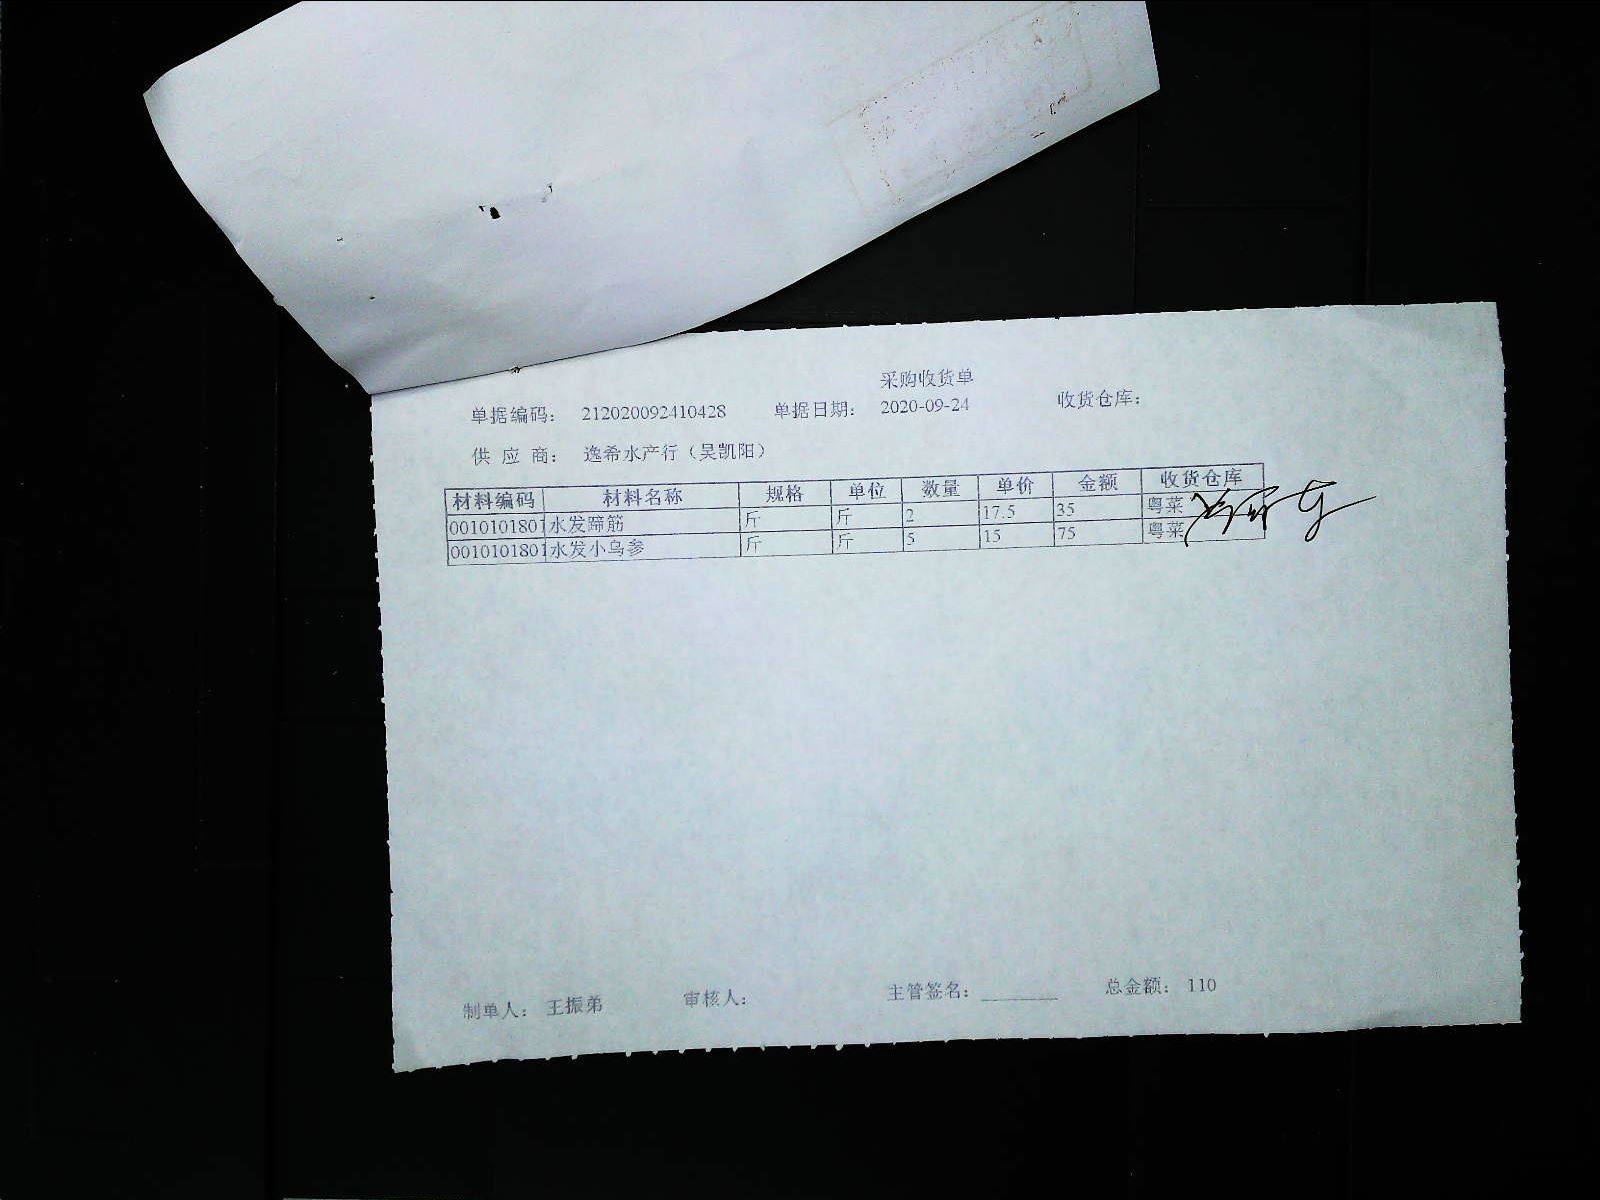 采购收货单
单据编码： 212020092410428 单据日期： 2020-09-24 收货仓库：
供 应 商： 逸希水产行（吴凯阳）
材料编码 材料名称 规格 单位 数量 单价 金额 收货仓库
0010101801 水发蹄筋 斤 斤 2 17.5 35 粤菜
0010101801 水发小乌参 斤 斤 5 15 75 粤菜
制单人： 王振弟 审核人： 主管签名：________ 总金额： 110